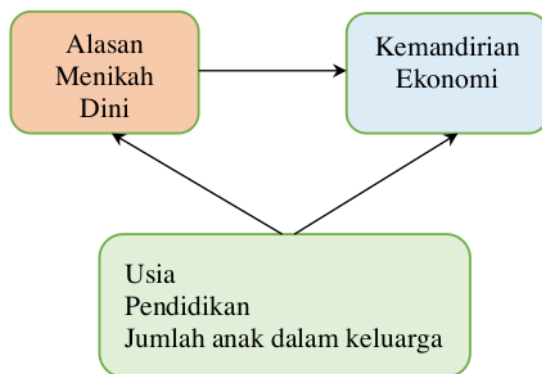 Alasan
Menikah
Dini
Kemandirian
Ekonomi
Usia
Pendidikan
Jumlah anak dalam keluarga